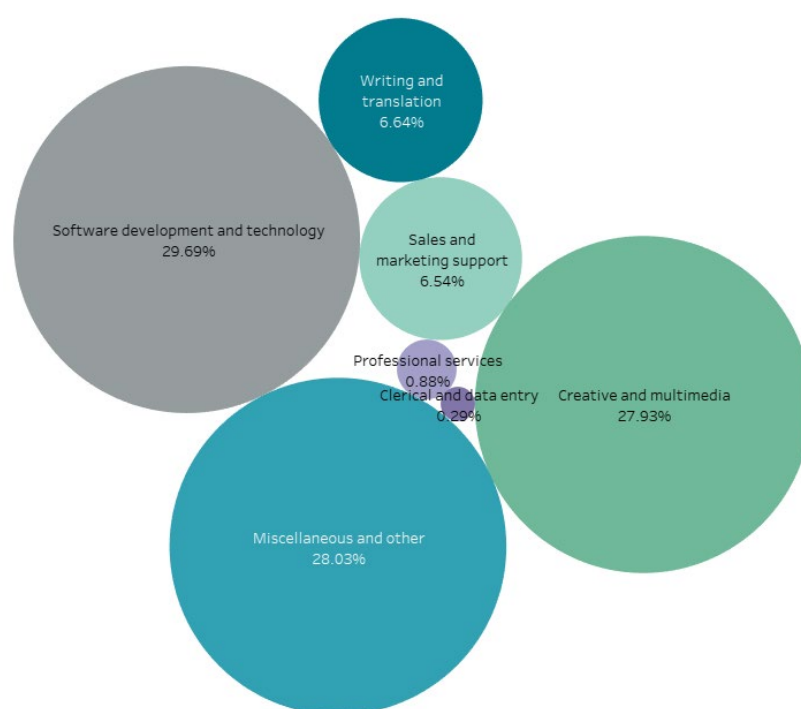 Writing and
translation
6.64%
Software development and technology
29.69%
Sales and
marketing support
6.54%
Professional services
0.88%
Clerical and data entry
0.29%
Creative and multimedia
27.93%
Miscellaneous and other
28.03%